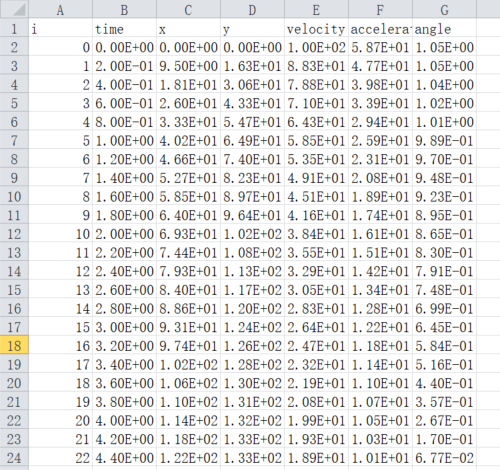 A B C D E F G
1 i time x y velocity accelerat angle
2 0 0.00E+00 0.00E+00 0.00E+00 1.00E+02 5.87E+01 1.05E+00
3 1 2.00E-01 9.50E+00 1.63E+01 8.83E+01 4.77E+01 1.05E+00
4 2 4.00E-01 1.81E+01 3.06E+01 7.88E+01 3.98E+01 1.04E+00
5 3 6.00E-01 2.60E+01 4.33E+01 7.10E+01 3.39E+01 1.02E+00
6 4 8.00E-01 3.33E+01 5.47E+01 6.43E+01 2.94E+01 1.01E+00
7 5 1.00E+00 4.02E+01 6.49E+01 5.85E+01 2.59E+01 9.89E-01
8 6 1.20E+00 4.66E+01 7.40E+01 5.35E+01 2.31E+01 9.70E-01
9 7 1.40E+00 5.27E+01 8.23E+01 4.91E+01 2.08E+01 9.48E-01
10 8 1.60E+00 5.85E+01 8.97E+01 4.51E+01 1.89E+01 9.23E-01
11 9 1.80E+00 6.40E+01 9.64E+01 4.16E+01 1.74E+01 8.95E-01
12 10 2.00E+00 6.93E+01 1.02E+02 3.84E+01 1.61E+01 8.65E-01
13 11 2.20E+00 7.44E+01 1.08E+02 3.55E+01 1.51E+01 8.30E-01
14 12 2.40E+00 7.93E+01 1.13E+02 3.29E+01 1.42E+01 7.91E-01
15 13 2.60E+00 8.40E+01 1.17E+02 3.05E+01 1.34E+01 7.48E-01
16 14 2.80E+00 8.86E+01 1.20E+02 2.83E+01 1.28E+01 6.99E-01
17 15 3.00E+00 9.31E+01 1.24E+02 2.64E+01 1.22E+01 6.45E-01
18 16 3.20E+00 9.74E+01 1.26E+02 2.47E+01 1.18E+01 5.84E-01
19 17 3.40E+00 1.02E+02 1.28E+02 2.32E+01 1.14E+01 5.16E-01
20 18 3.60E+00 1.06E+02 1.30E+02 2.19E+01 1.10E+01 4.40E-01
21 19 3.80E+00 1.10E+02 1.31E+02 2.08E+01 1.07E+01 3.57E-01
22 20 4.00E+00 1.14E+02 1.32E+02 1.99E+01 1.05E+01 2.67E-01
23 21 4.20E+00 1.18E+02 1.33E+02 1.93E+01 1.03E+01 1.70E-01
24 22 4.40E+00 1.22E+02 1.33E+02 1.89E+01 1.01E+01 6.77E-02